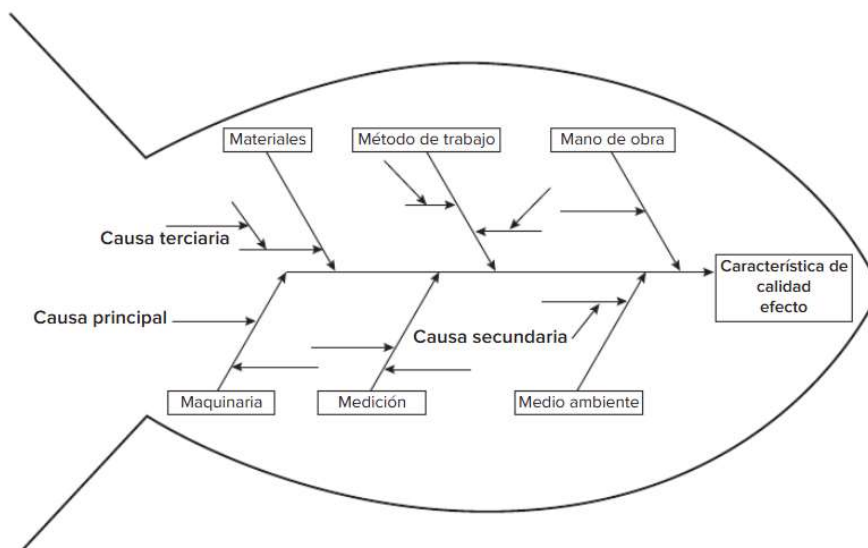 Materiales
Método de trabajo
Mano de obra
Causa terciaria
Característica de
calidad
efecto
Causa principal
Causa secundaria
Maquinaria
Medición
Medio ambiente